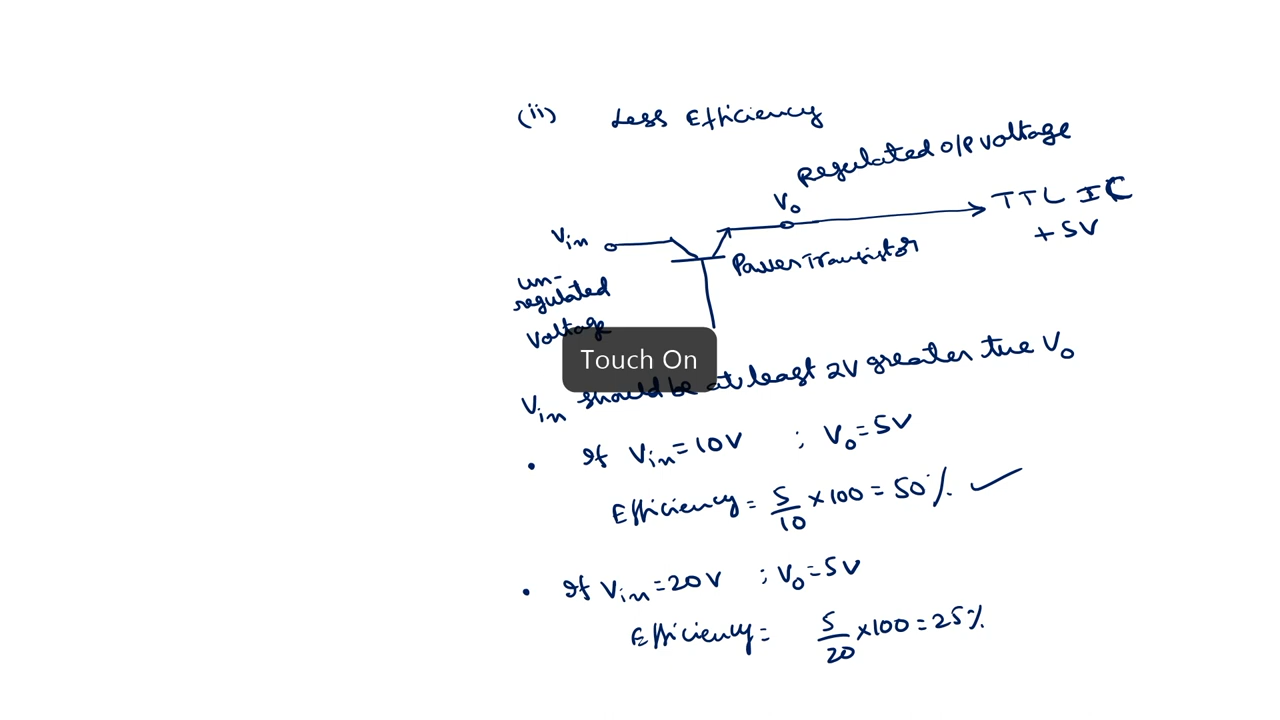 (ii) Less Efficiency
Regulated O/P Voltage
Vo
TTL IC
+5V
Vin
un-
regulated
Voltage
Power Transistor
Touch On
Vin should be at least 2V greater the Vo
• If Vin=10V ; Vo=5V
Efficiency = 5/10 ×100 = 50% ✓
• If Vin=20V ; Vo=5V
Efficiency = 5/20 ×100=25%